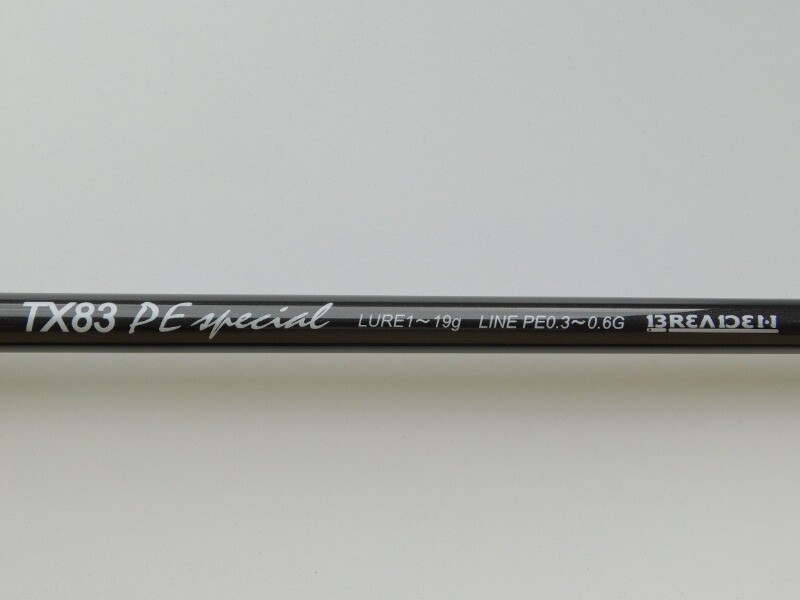 TX83 PE special LURE1～19g LINE PE0.3～0.6G BREADEN